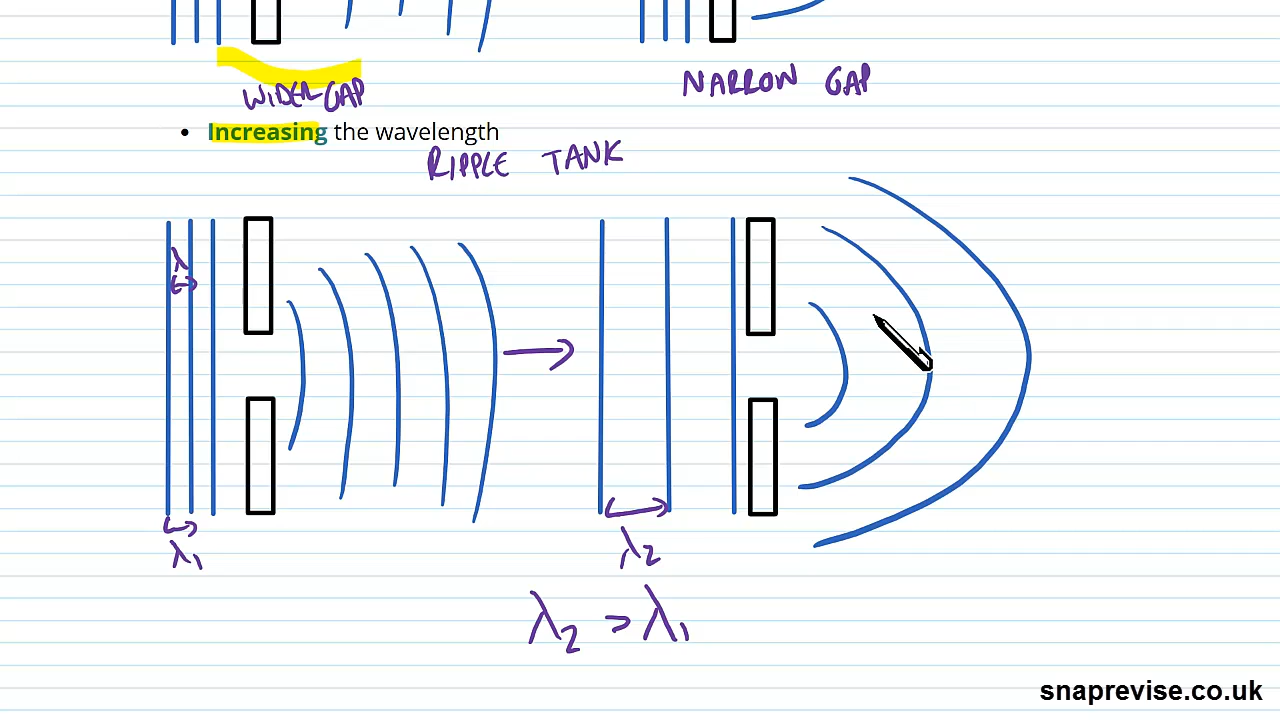 WIDER GAP
NARROW GAP
• Increasing the wavelength
RIPPLE TANK
λ
λ1
λ2
λ2 > λ1
snaprevise.co.uk